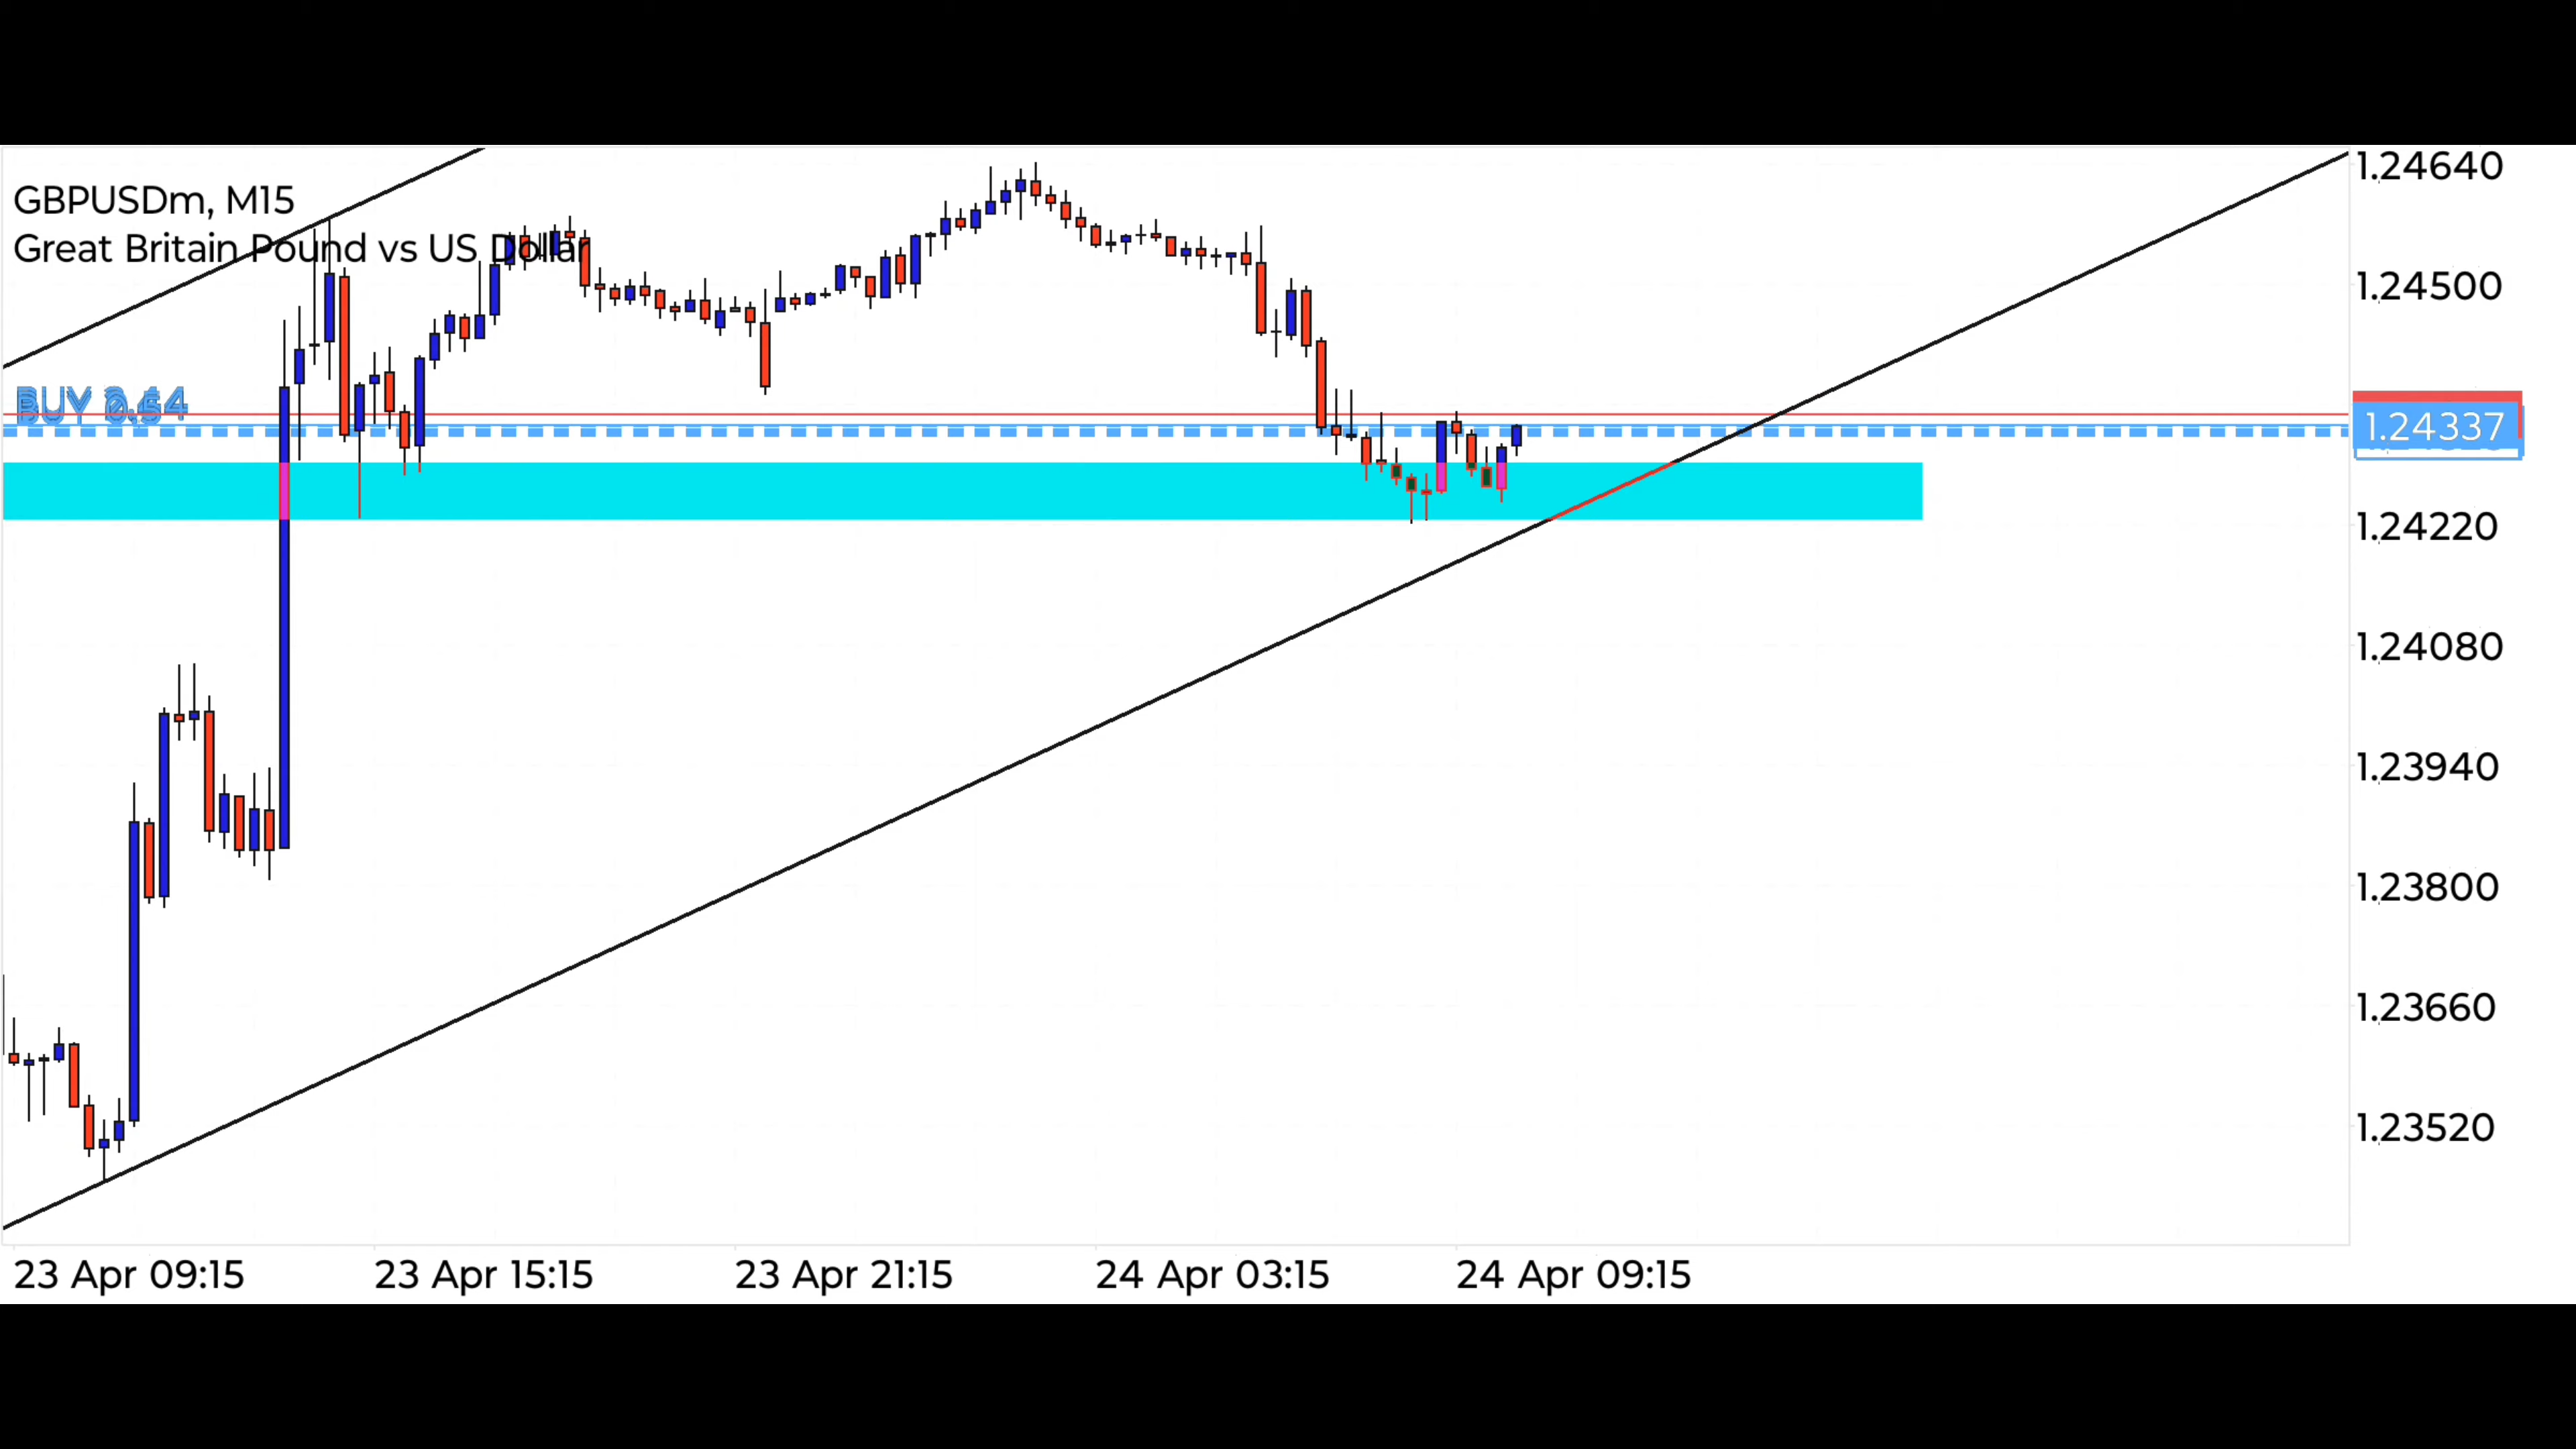 GBPUSDm, M15
Great Britain Pound vs US Dollar
BUY
1.24640
1.24500
1.24337
1.24220
1.24080
1.23940
1.23800
1.23660
1.23520
23 Apr 09:15
23 Apr 15:15
23 Apr 21:15
24 Apr 03:15
24 Apr 09:15